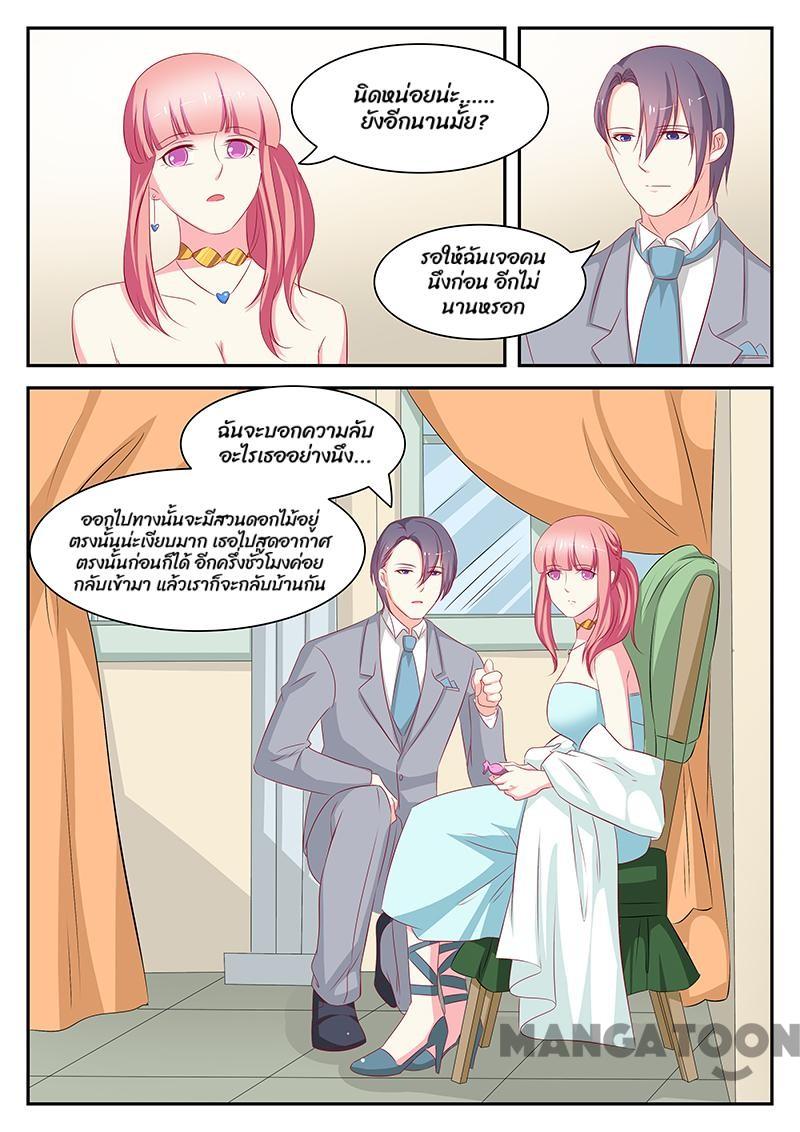 นิดหน่อยน่ะ......
ยังอีกนานมั้ย?
รอให้ฉันเจอคน
นึงก่อน อีกไม่
นานหรอก
ฉันจะบอกความลับ
อะไรเธออย่างนึง...
ออกไปทางนั้นจะมีสวนดอกไม้อยู่
ตรงนั้นน่ะเงียบมาก เธอไปสูดอากาศ
ตรงนั้นก่อนก็ได้ อีกครึ่งชั่วโมงค่อย
กลับเข้ามา แล้วเราก็จะกลับบ้านกัน
MANGATOON